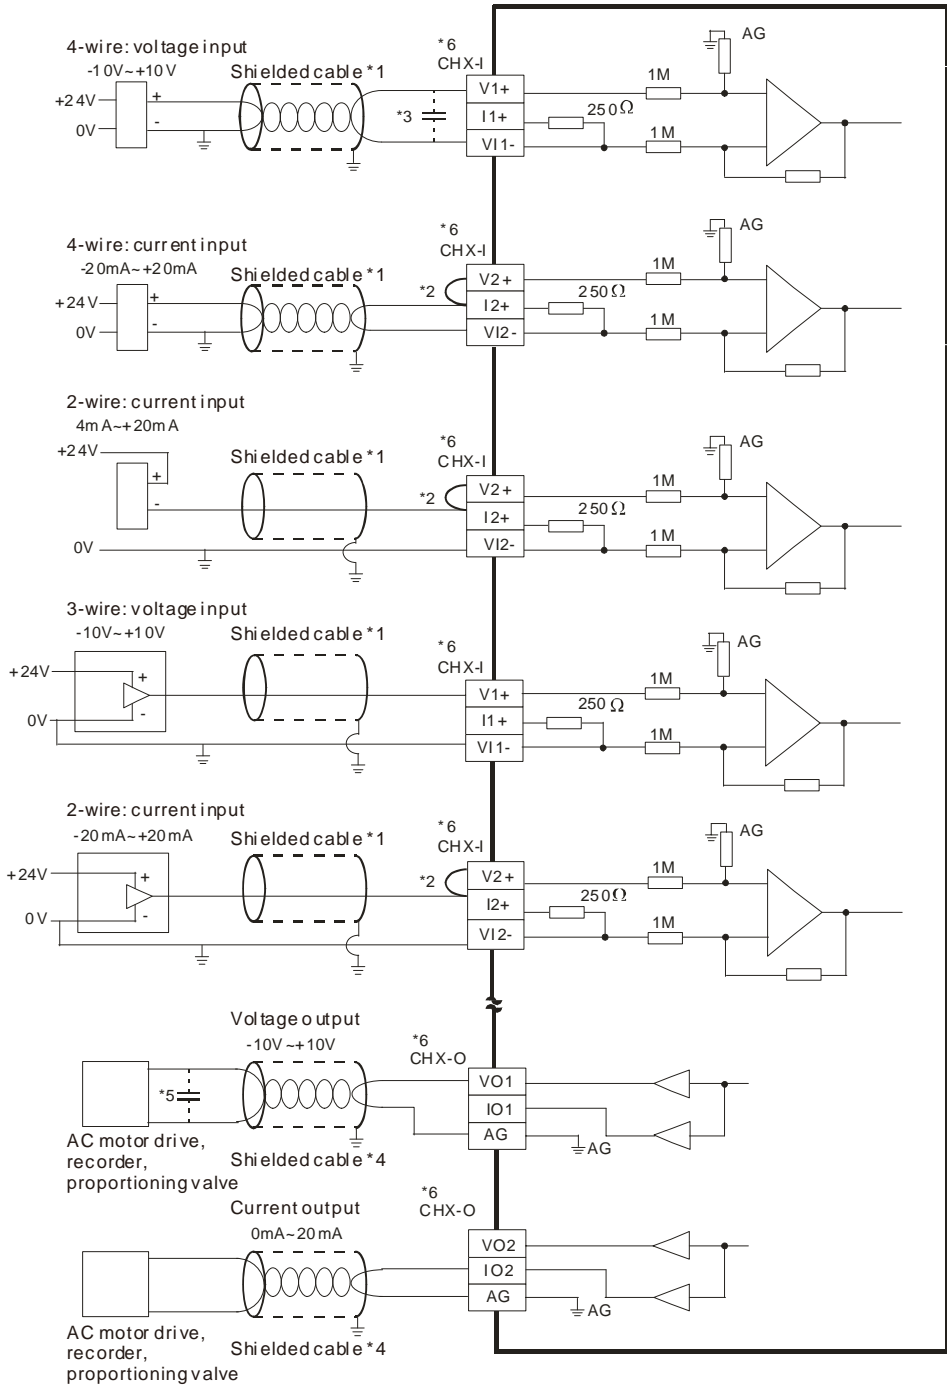 4-wire: voltage input
-10V~+10V
Shielded cable *1
*6
CHX-I
AG
+24V
+
0V
-
*3
V1+
I1+
VI1-
250Ω
1M
1M
4-wire: current input
-20mA~+20mA
Shielded cable *1
*6
CHX-I
AG
+24V
+
0V
-
*2
V2+
I2+
VI2-
250Ω
1M
1M
2-wire: current input
4mA~+20mA
+24V
Shielded cable *1
*6
CHX-I
AG
+
-
0V
*2
V2+
I2+
VI2-
250Ω
1M
1M
3-wire: voltage input
-10V~+10V
Shielded cable *1
*6
CHX-I
AG
+24V
+
0V
-
V1+
I1+
VI1-
250 Ω
1M
1M
2-wire: current input
-20mA~+20mA
Shielded cable *1
*6
CHX-I
AG
+24V
+
0V
-
*2
V2+
I2+
VI2-
250Ω
1M
1M
Voltage output
-10V~+10V
*6
CHX-O
*5
VO1
IO1
AG
AG
AC motor drive,
recorder,
proportioning valve
Shielded cable *4
Current output
0mA~20mA
*6
CHX-O
VO2
IO2
AG
AG
AC motor drive,
recorder,
proportioning valve
Shielded cable *4